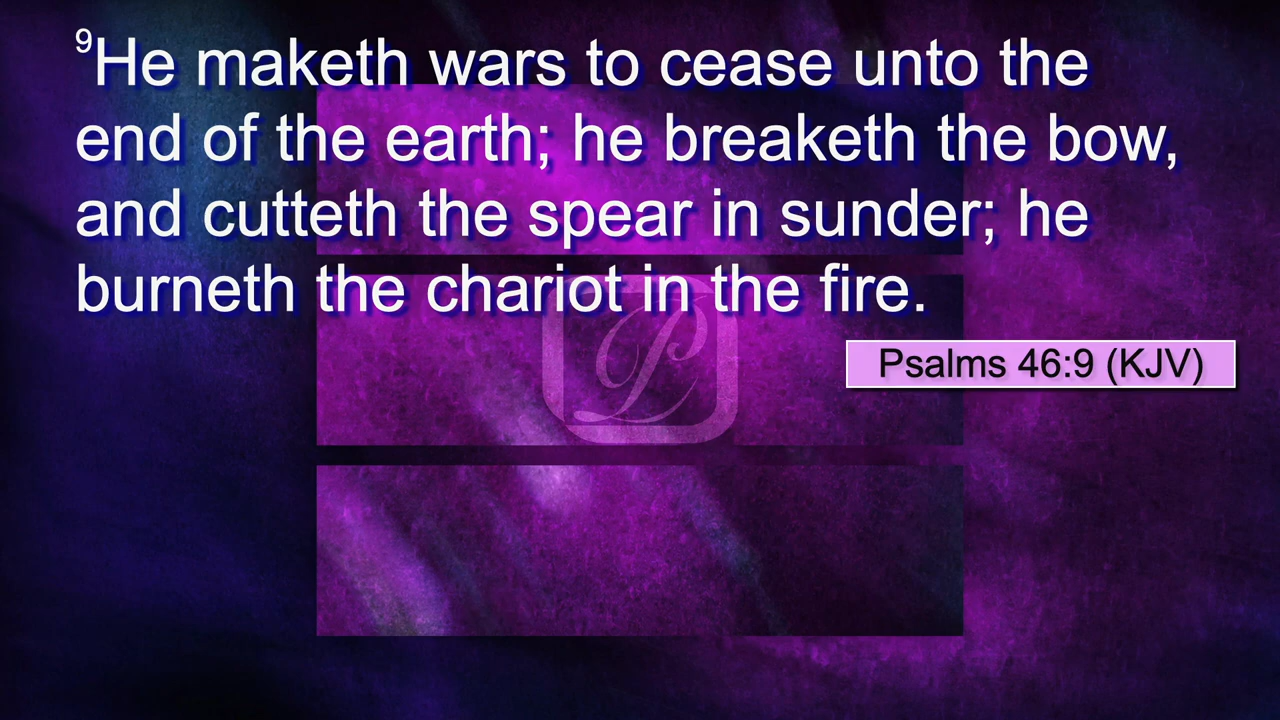 9He maketh wars to cease unto the
end of the earth; he breaketh the bow,
and cutteth the spear in sunder; he
burneth the chariot in the fire.
Psalms 46:9 (KJV)
P